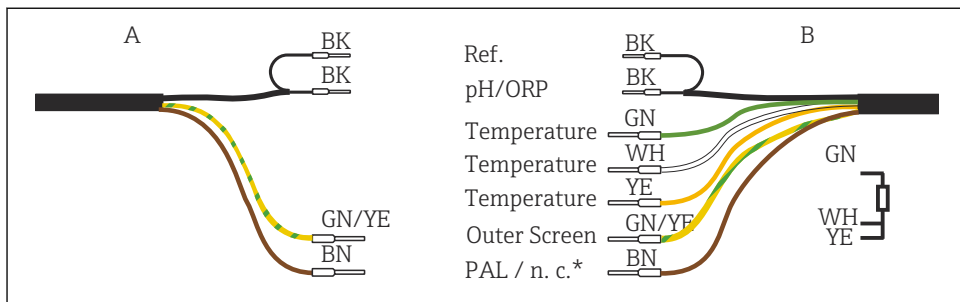 A
BK
BK
GN/YE
BN
B
Ref.
BK
pH/ORP
BK
Temperature
GN
Temperature
WH
Temperature
YE
Outer Screen
GN/YE
PAL / n. c.*
BN
GN
WH
YE